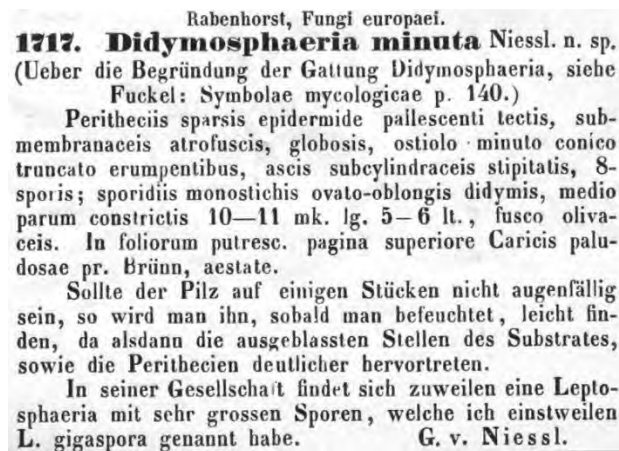 Rabenhorst, Fungi europaei.
1717. Didymosphaeria minuta Niessl. n. sp.
(Ueber die Begründung der Gattung Didymosphaeria, siehe
Fuckel: Symbolae mycologicae p. 140.)
Peritheciis sparsis epidermide pallescenti tectis, sub-
membranaceis atrofuscis, globosis, ostiolo minuto conico
truncato erumpentibus, ascis subcylindraceis stipitatis, 8-
sporis; sporidiis monostichis ovato-oblongis didymis, medio
parum constrictis 10—11 mk. lg. 5—6 lt., fusco oliva-
ceis. In foliorum putresc. pagina superiore Caricis palu-
dosae pr. Brünn, aestate.
Sollte der Pilz auf einigen Stücken nicht augenfällig
sein, so wird man ihn, sobald man befeuchtet, leicht fin-
den, da alsdann die ausgeblassten Stellen des Substrates,
sowie die Perithecien deutlicher hervortreten.
In seiner Gesellschaft findet sich zuweilen eine Lepto-
sphaeria mit sehr grossen Sporen, welche ich einstweilen
L. gigaspora genannt habe. G. v. Niessl.